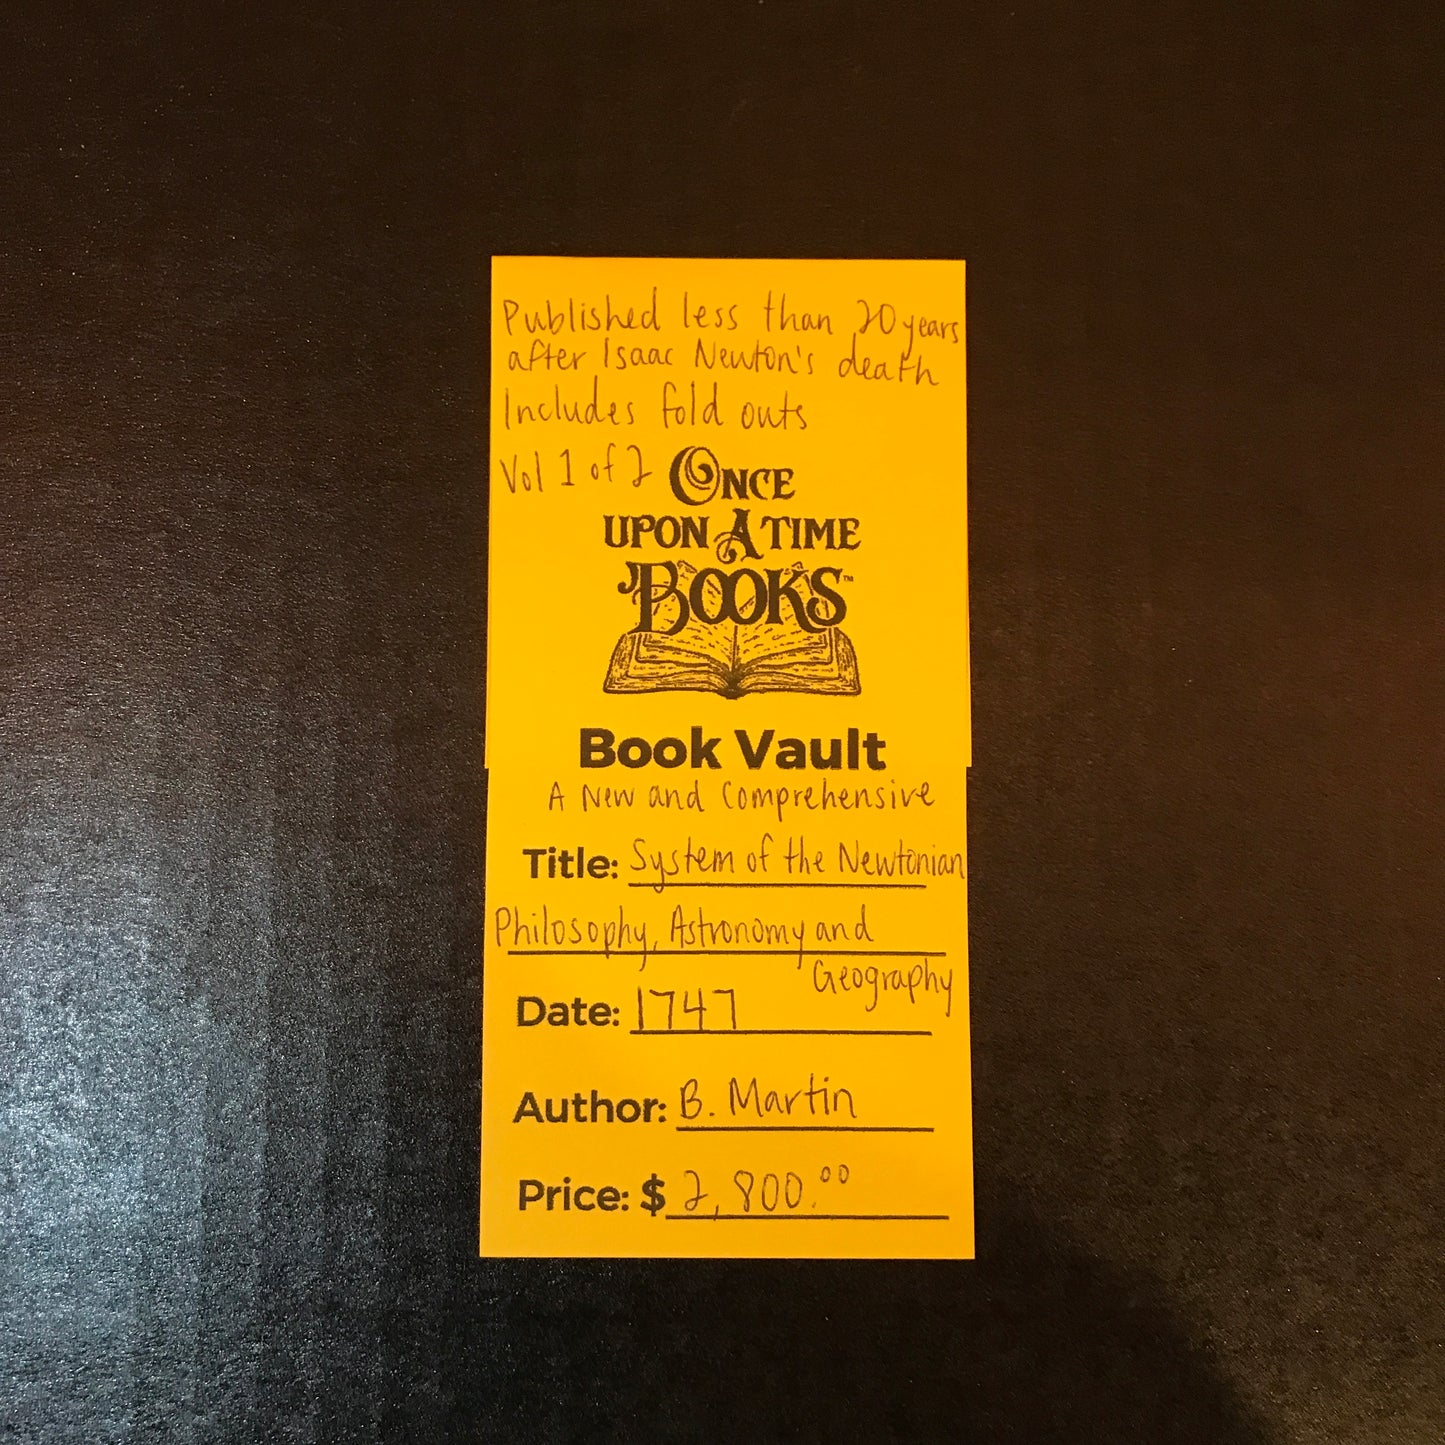 Published less than 20 years
after Isaac Newton's death
Includes fold outs
Vol 1 of 2
ONCE
UPON A TIME
BOOKS™
Book Vault
A New and Comprehensive
Title: System of the Newtonian
Philosophy, Astronomy and
Geography
Date: 1747
Author: B. Martin
Price: $ 2,800.00